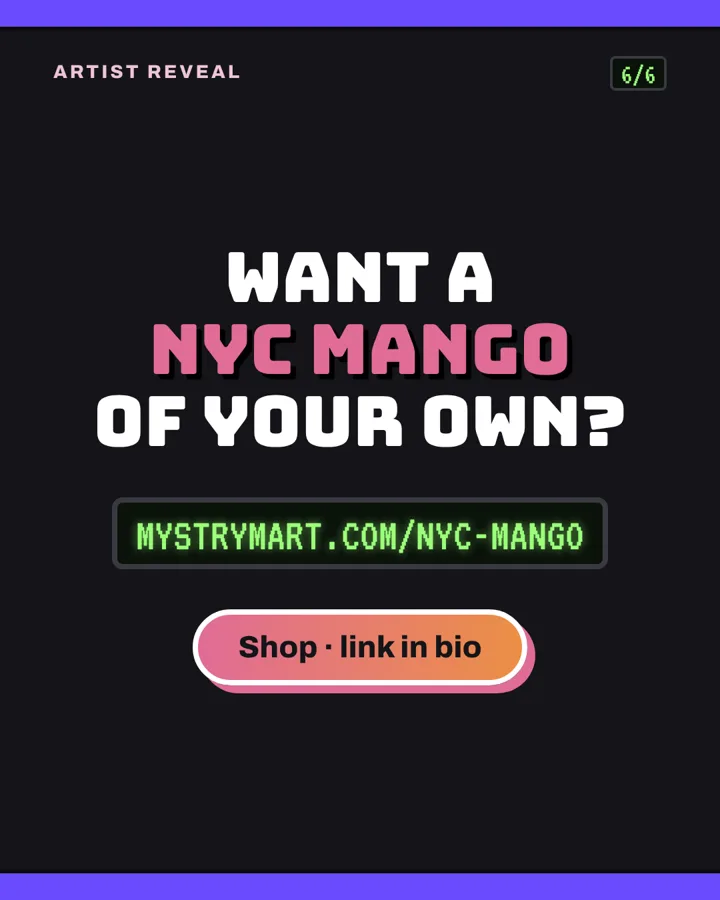 ARTIST REVEAL
6/6
WANT A
NYC MANGO
OF YOUR OWN?
MYSTRYMART.COM/NYC-MANGO
Shop · link in bio